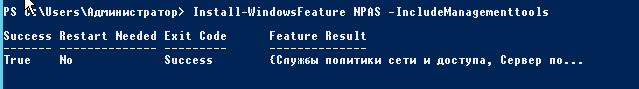 PS C:\Users\Администратор> Install-WindowsFeature NPAS -IncludeManagementtools
Success Restart Needed Exit Code Feature Result
------- -------------- --------- --------------
True No Success {Службы политики сети и доступа, Сервер по...